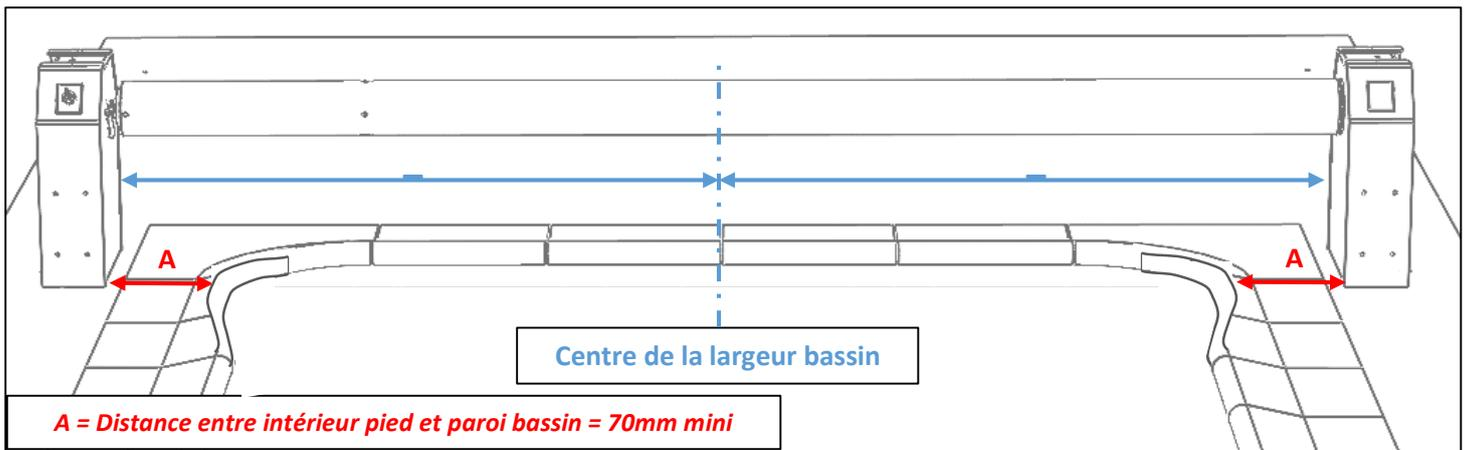 A
A
Centre de la largeur bassin
A = Distance entre intérieur pied et paroi bassin = 70mm mini